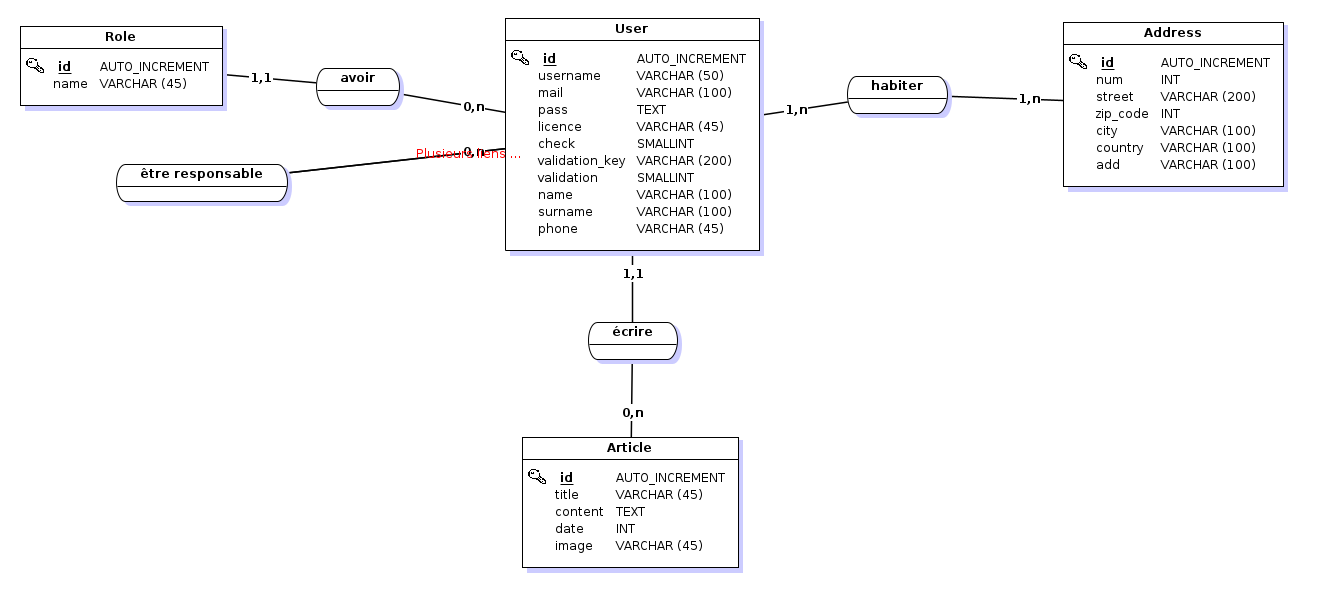 Role
id AUTO_INCREMENT
name VARCHAR (45)
1,1
avoir
0,n
être responsable
0,n
Plusieurs liens ...
User
id AUTO_INCREMENT
username VARCHAR (50)
mail VARCHAR (100)
pass TEXT
licence VARCHAR (45)
check SMALLINT
validation_key VARCHAR (200)
validation SMALLINT
name VARCHAR (100)
surname VARCHAR (100)
phone VARCHAR (45)
1,n
habiter
1,n
Address
id AUTO_INCREMENT
num INT
street VARCHAR (200)
zip_code INT
city VARCHAR (100)
country VARCHAR (100)
add VARCHAR (100)
1,1
écrire
0,n
Article
id AUTO_INCREMENT
title VARCHAR (45)
content TEXT
date INT
image VARCHAR (45)